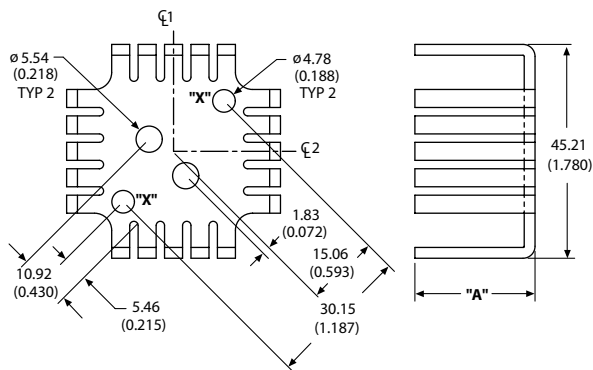 ℄1
ø 5.54
(0.218)
TYP 2
ø 4.78
(0.188)
TYP 2
"X"
℄2
"X"
45.21
(1.780)
1.83
(0.072)
15.06
(0.593)
30.15
(1.187)
10.92
(0.430)
5.46
(0.215)
"A"